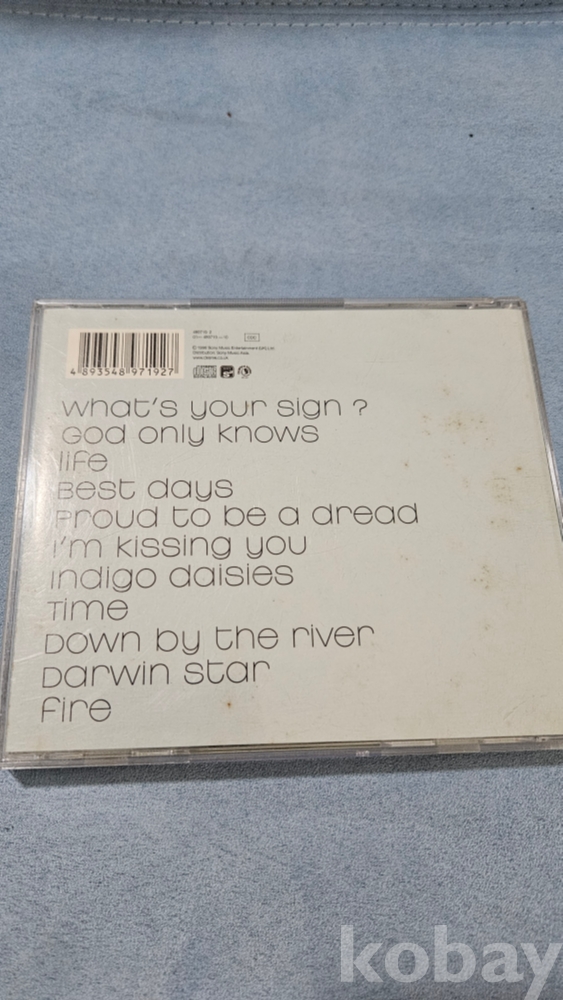 4 893548 971927
What's your sign ?
God only knows
life
Best days
Proud to be a dread
I'm kissing you
Indigo daisies
Time
Down by the river
Darwin star
fire
kobay